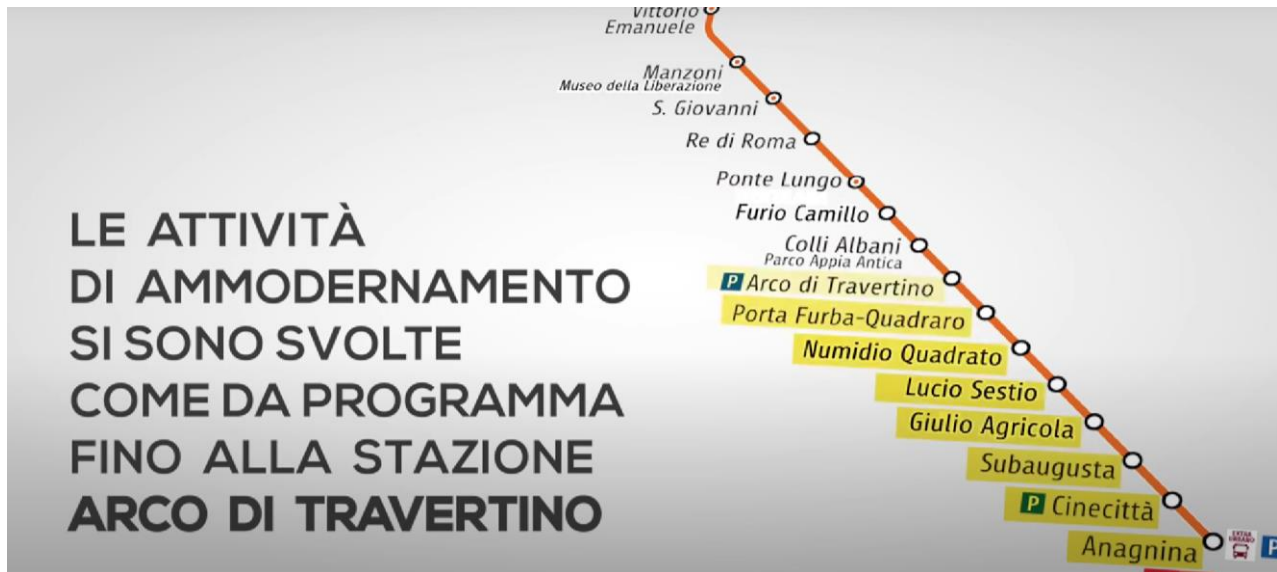 LE ATTIVITÀ
DI AMMODERNAMENTO
SI SONO SVOLTE
COME DA PROGRAMMA
FINO ALLA STAZIONE
ARCO DI TRAVERTINO
Vittorio
Emanuele
Manzoni
Museo della Liberazione
S. Giovanni
Re di Roma
Ponte Lungo
Furio Camillo
Colli Albani
Parco Appia Antica
P Arco di Travertino
Porta Furba-Quadraro
Numidio Quadrato
Lucio Sestio
Giulio Agricola
Subaugusta
P Cinecittà
Anagnina
EXTRA
URBANO
P